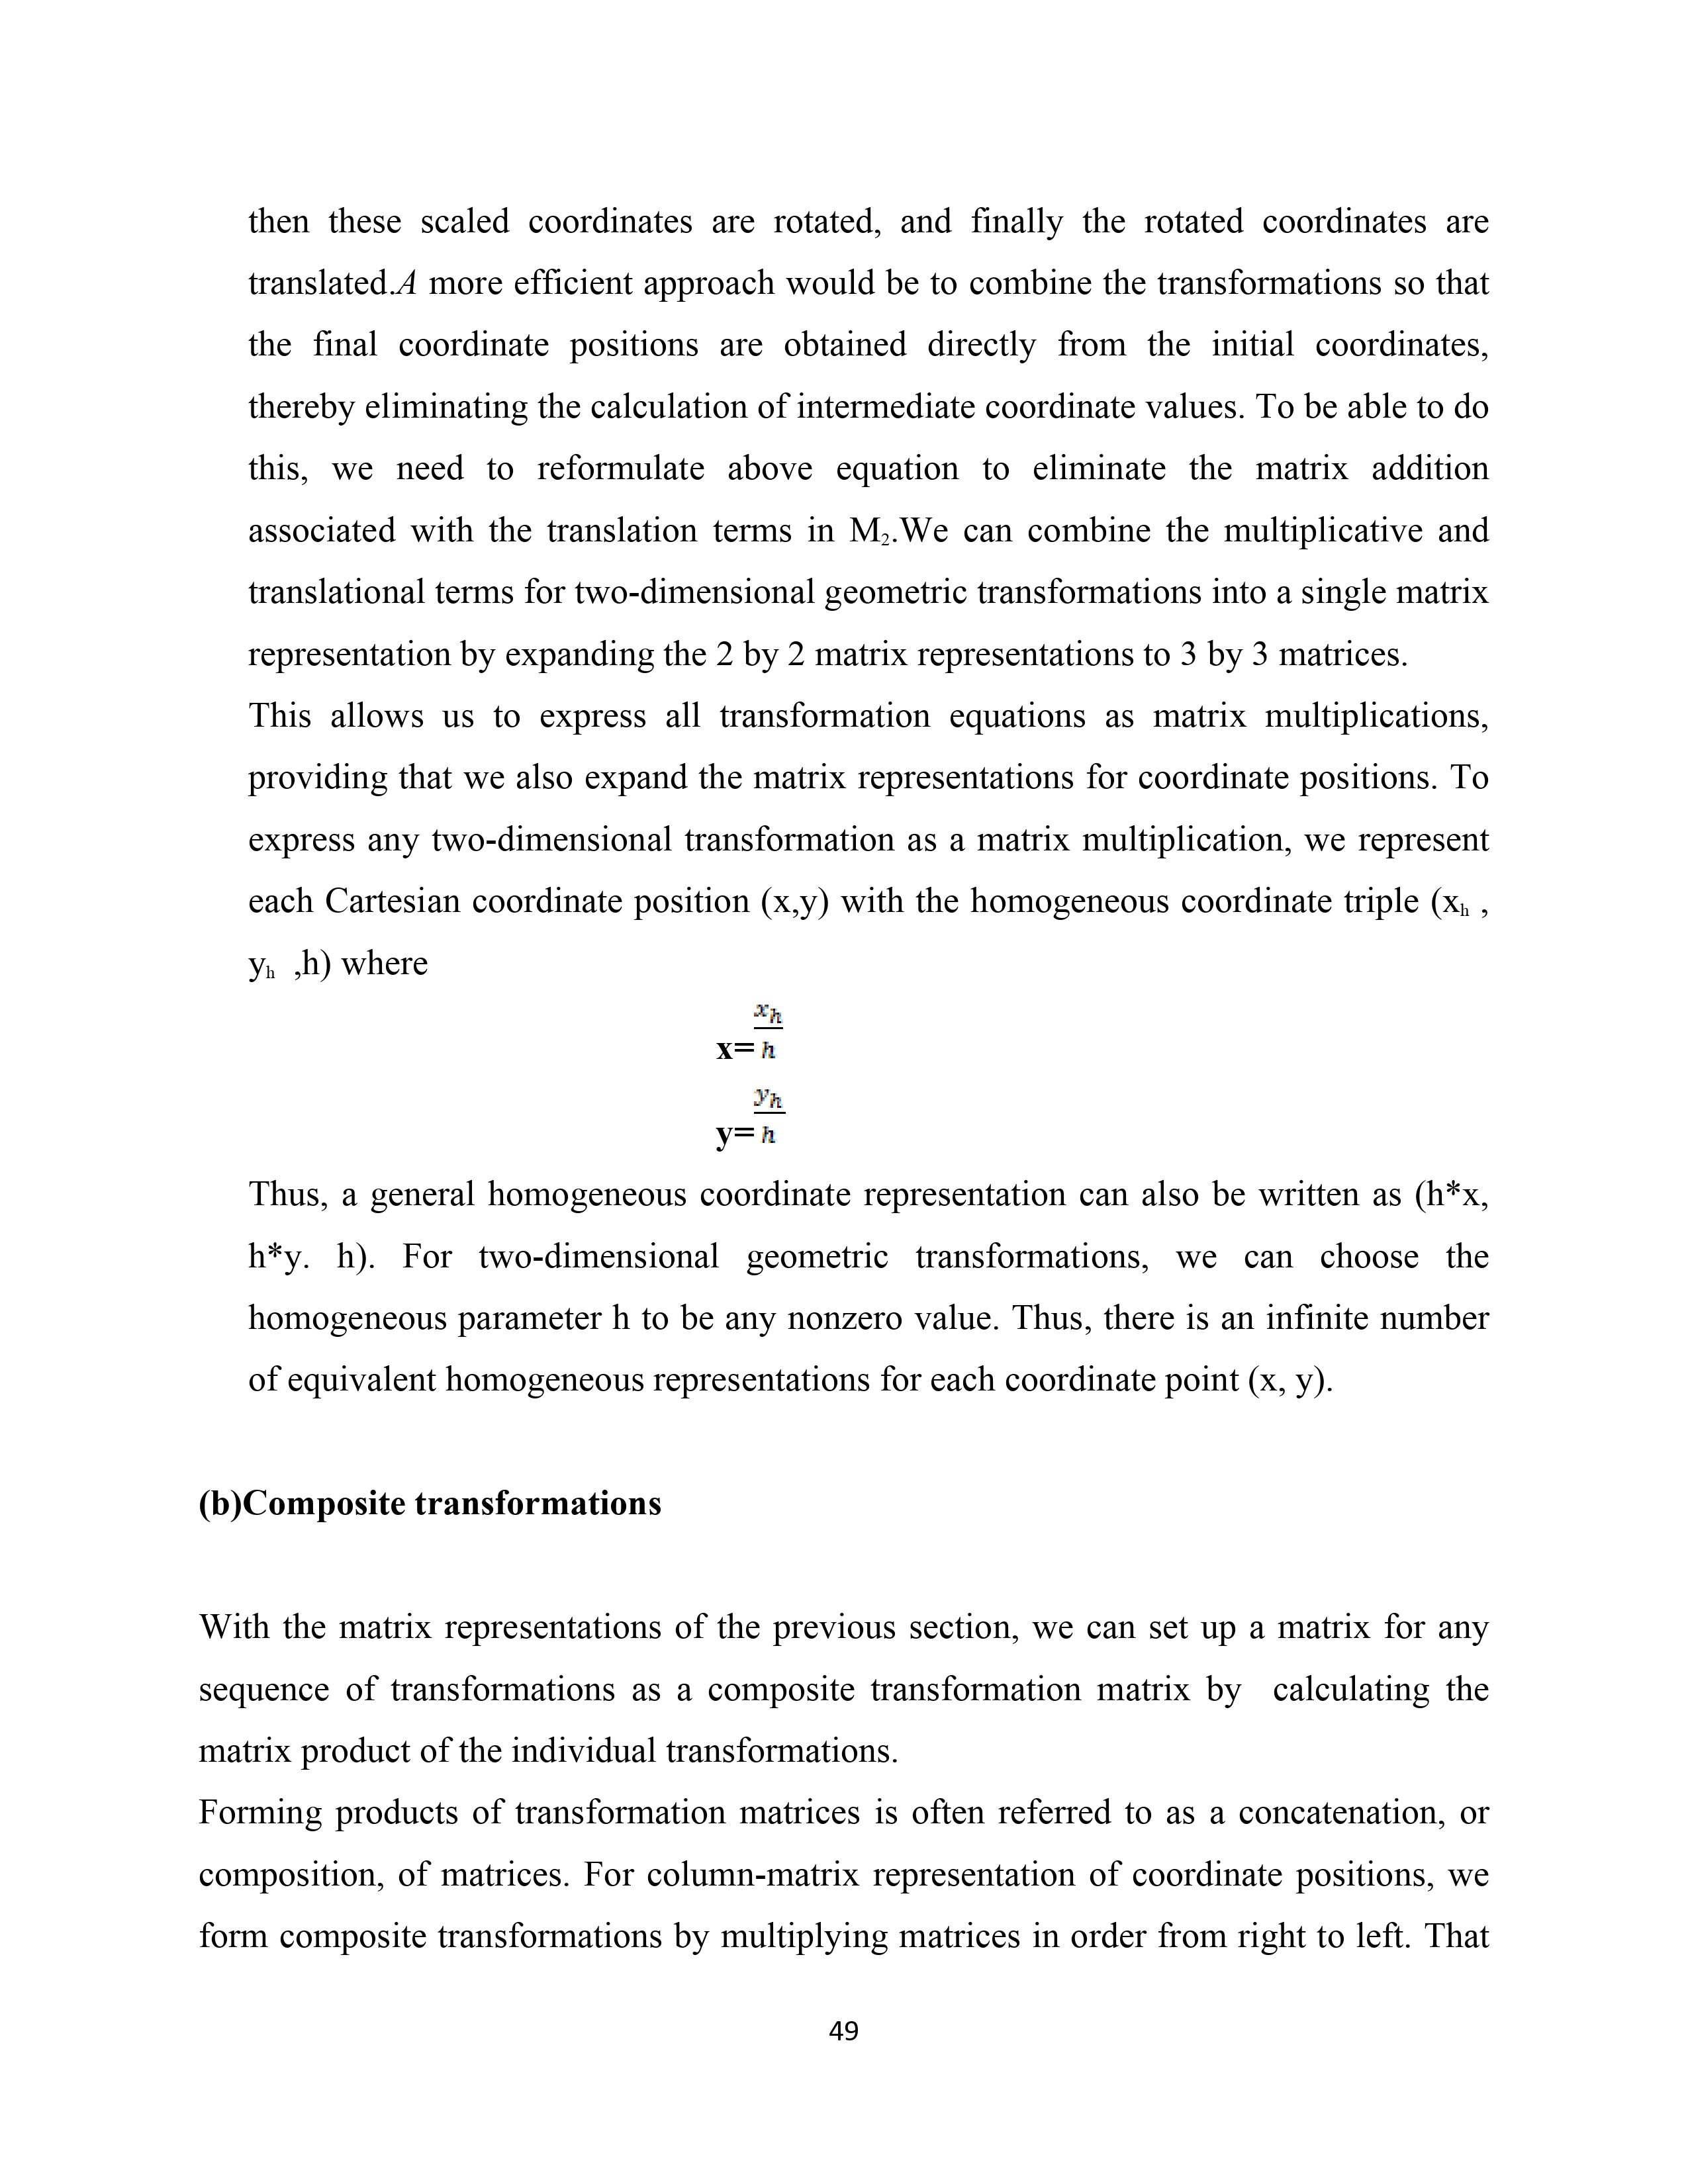 then these scaled coordinates are rotated, and finally the rotated coordinates are
translated.A more efficient approach would be to combine the transformations so that
the final coordinate positions are obtained directly from the initial coordinates,
thereby eliminating the calculation of intermediate coordinate values. To be able to do
this, we need to reformulate above equation to eliminate the matrix addition
associated with the translation terms in M₂.We can combine the multiplicative and
translational terms for two-dimensional geometric transformations into a single matrix
representation by expanding the 2 by 2 matrix representations to 3 by 3 matrices.
This allows us to express all transformation equations as matrix multiplications,
providing that we also expand the matrix representations for coordinate positions. To
express any two-dimensional transformation as a matrix multiplication, we represent
each Cartesian coordinate position (x,y) with the homogeneous coordinate triple (xₕ ,
yₕ ,h) where
x= xₕ/h
y= yₕ/h
Thus, a general homogeneous coordinate representation can also be written as (h*x,
h*y. h). For two-dimensional geometric transformations, we can choose the
homogeneous parameter h to be any nonzero value. Thus, there is an infinite number
of equivalent homogeneous representations for each coordinate point (x, y).
(b)Composite transformations
With the matrix representations of the previous section, we can set up a matrix for any
sequence of transformations as a composite transformation matrix by calculating the
matrix product of the individual transformations.
Forming products of transformation matrices is often referred to as a concatenation, or
composition, of matrices. For column-matrix representation of coordinate positions, we
form composite transformations by multiplying matrices in order from right to left. That
49